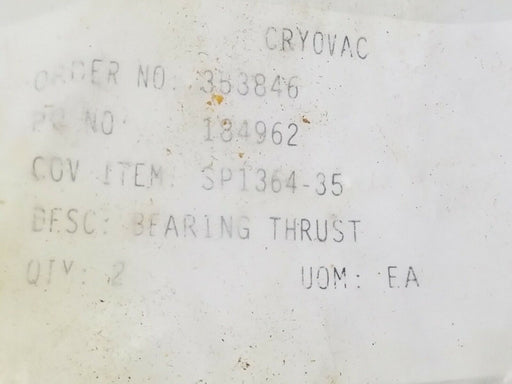 CRYOVAC
ORDER NO: 353846
PO NO: 184962
COV ITEM: SP1364-35
DESC: BEARING THRUST
QTY: 2 UOM: EA